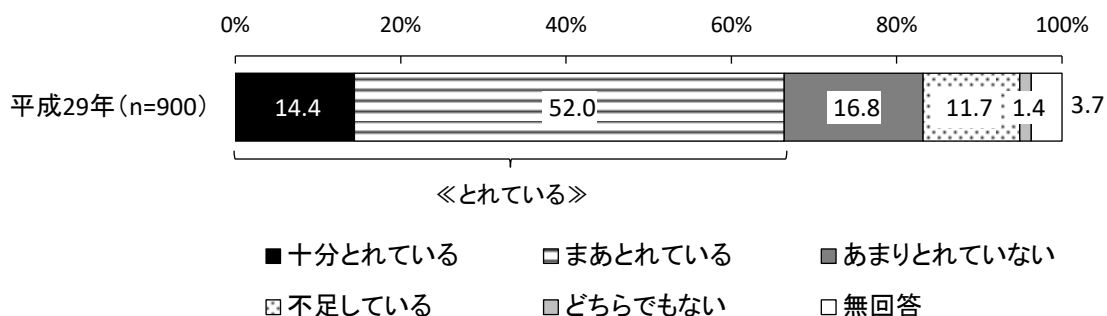 0% 20% 40% 60% 80% 100%
平成29年(n=900) 14.4 52.0 16.8 11.7 1.4 3.7
≪とれている≫
十分とれている まあとれている あまりとれていない
不足している どちらでもない 無回答